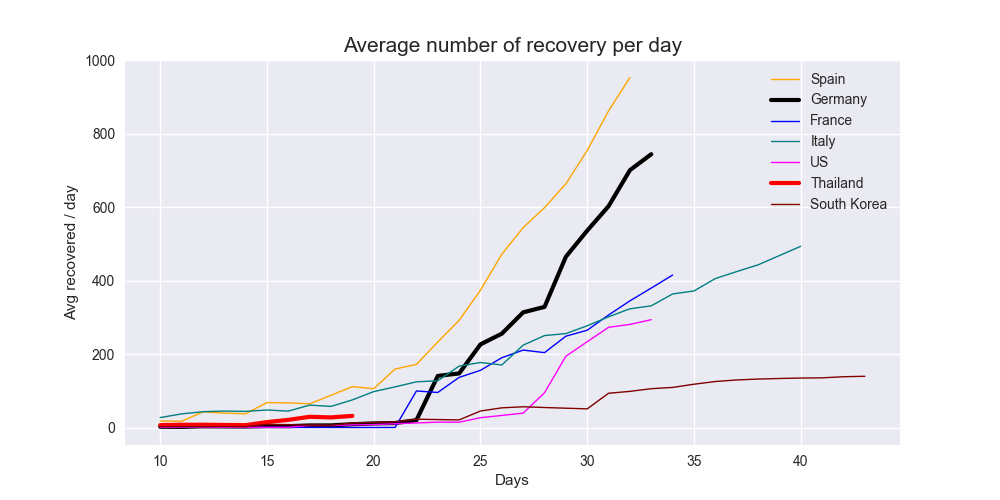 Average number of recovery per day
1000
800
600
400
200
0
Avg recovered / day
10 15 20 25 30 35 40
Days
Spain
Germany
France
Italy
US
Thailand
South Korea